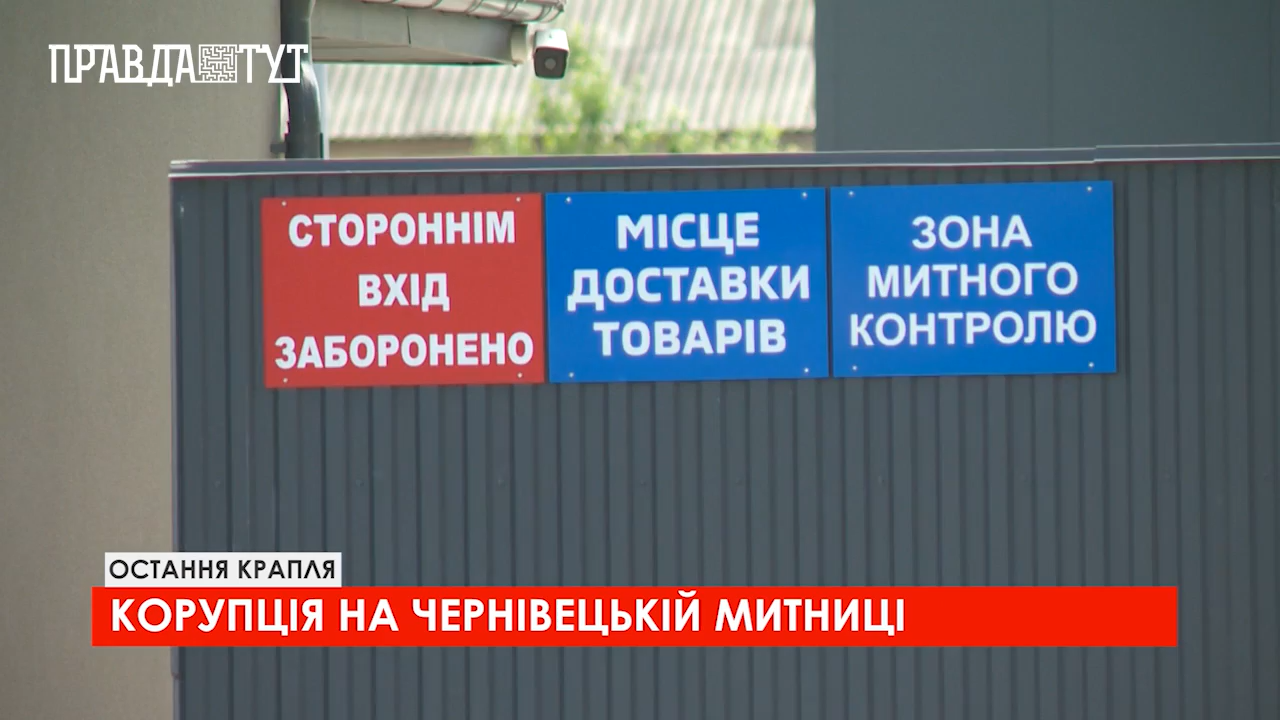 ПРАВДА ТУТ
СТОРОННІМ
ВХІД
ЗАБОРОНЕНО
МІСЦЕ
ДОСТАВКИ
ТОВАРІВ
ЗОНА
МИТНОГО
КОНТРОЛЮ
ОСТАННЯ КРАПЛЯ
КОРУПЦІЯ НА ЧЕРНІВЕЦЬКІЙ МИТНИЦІ